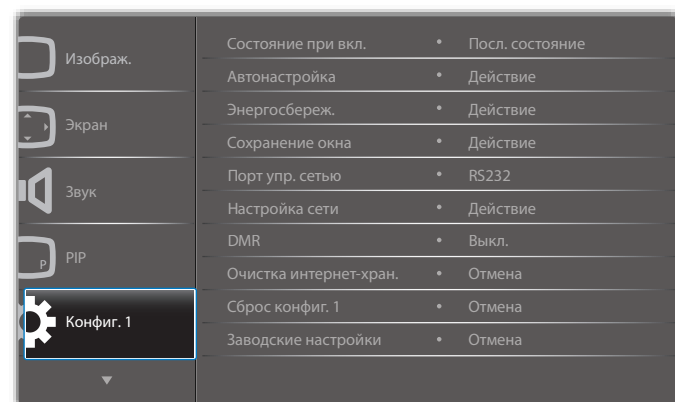 Изображ.
Экран
Звук
P
PIP
Конфиг. 1
Состояние при вкл. • Посл. состояние
Автонастройка • Действие
Энергосбереж. • Действие
Сохранение окна • Действие
Порт упр. сетью • RS232
Настройка сети • Действие
DMR • Выкл.
Очистка интернет-хран. • Отмена
Сброс конфиг. 1 • Отмена
Заводские настройки • Отмена